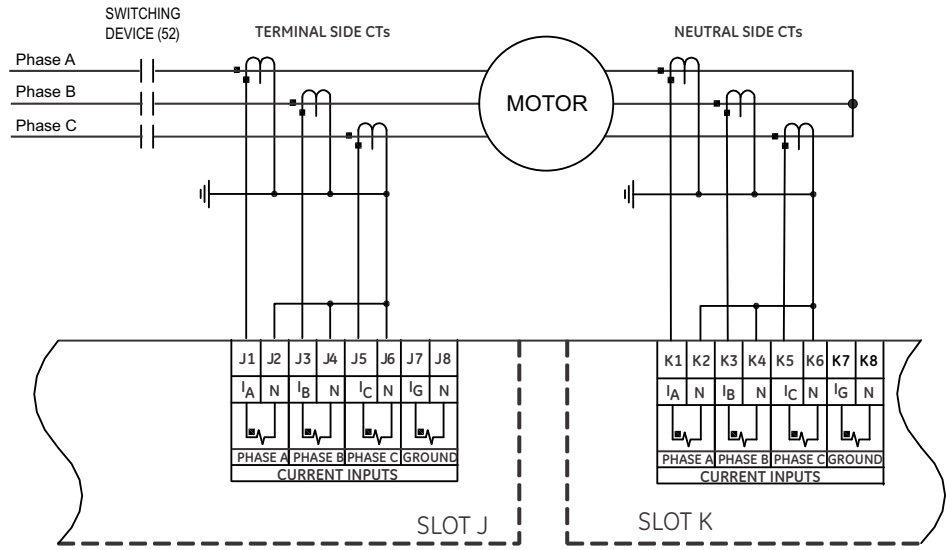 SWITCHING
DEVICE (52)
TERMINAL SIDE CTs
NEUTRAL SIDE CTs
Phase A
Phase B
Phase C
MOTOR
J1 J2 J3 J4 J5 J6 J7 J8
IA N IB N IC N IG N
PHASE A PHASE B PHASE C GROUND
CURRENT INPUTS
SLOT J
K1 K2 K3 K4 K5 K6 K7 K8
IA N IB N IC N IG N
PHASE A PHASE B PHASE C GROUND
CURRENT INPUTS
SLOT K